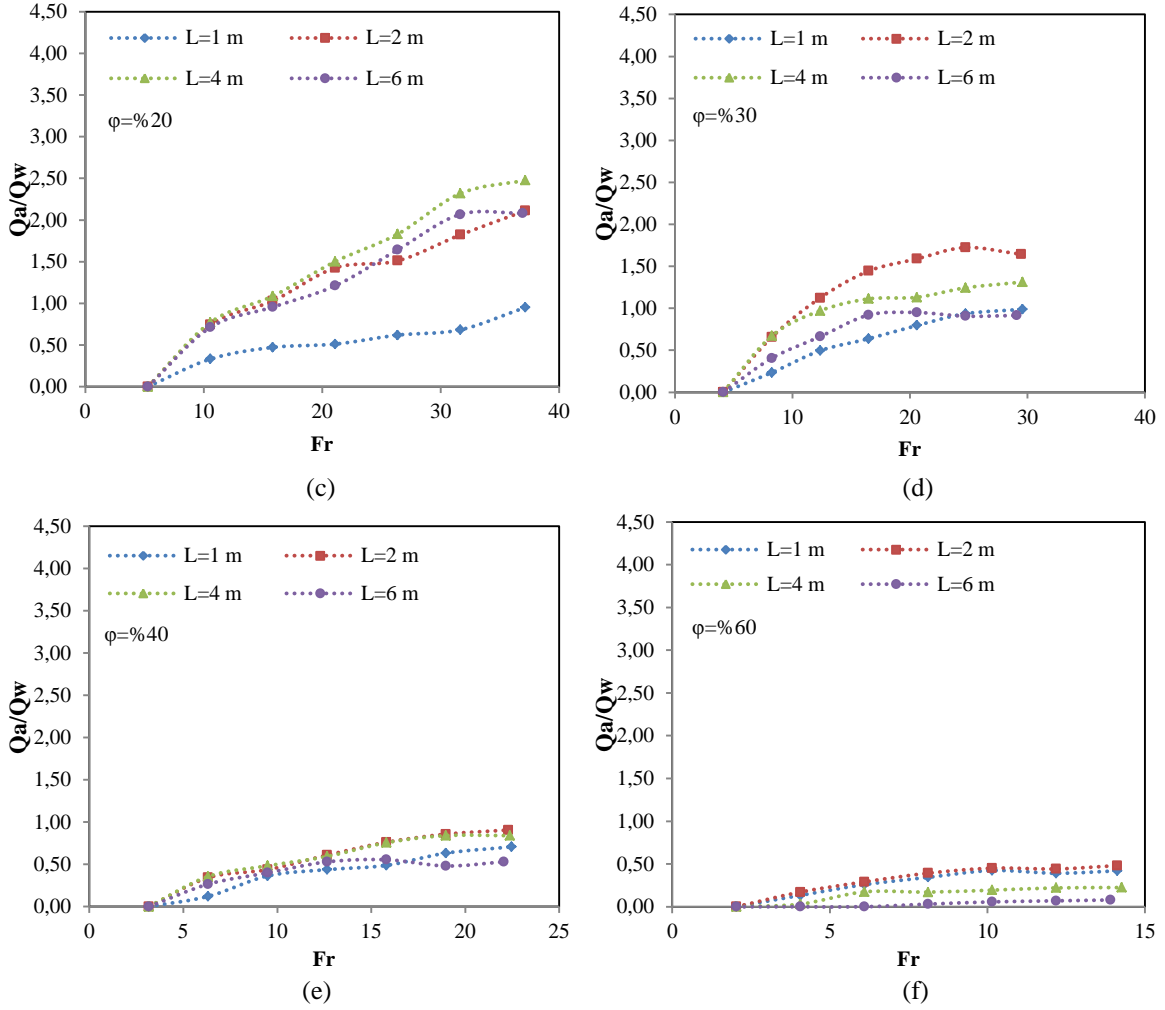 4,50
4,00
3,50
3,00
2,50
2,00
1,50
1,00
0,50
0,00
Qa/Qw
L=1 m
L=2 m
L=4 m
L=6 m
φ=%20
0
10
20
30
40
Fr
(c)
4,50
4,00
3,50
3,00
2,50
2,00
1,50
1,00
0,50
0,00
Qa/Qw
L=1 m
L=2 m
L=4 m
L=6 m
φ=%30
0
10
20
30
40
Fr
(d)
4,50
4,00
3,50
3,00
2,50
2,00
1,50
1,00
0,50
0,00
Qa/Qw
L=1 m
L=2 m
L=4 m
L=6 m
φ=%40
0
5
10
15
20
25
Fr
(e)
4,50
4,00
3,50
3,00
2,50
2,00
1,50
1,00
0,50
0,00
Qa/Qw
L=1 m
L=2 m
L=4 m
L=6 m
φ=%60
0
5
10
15
Fr
(f)